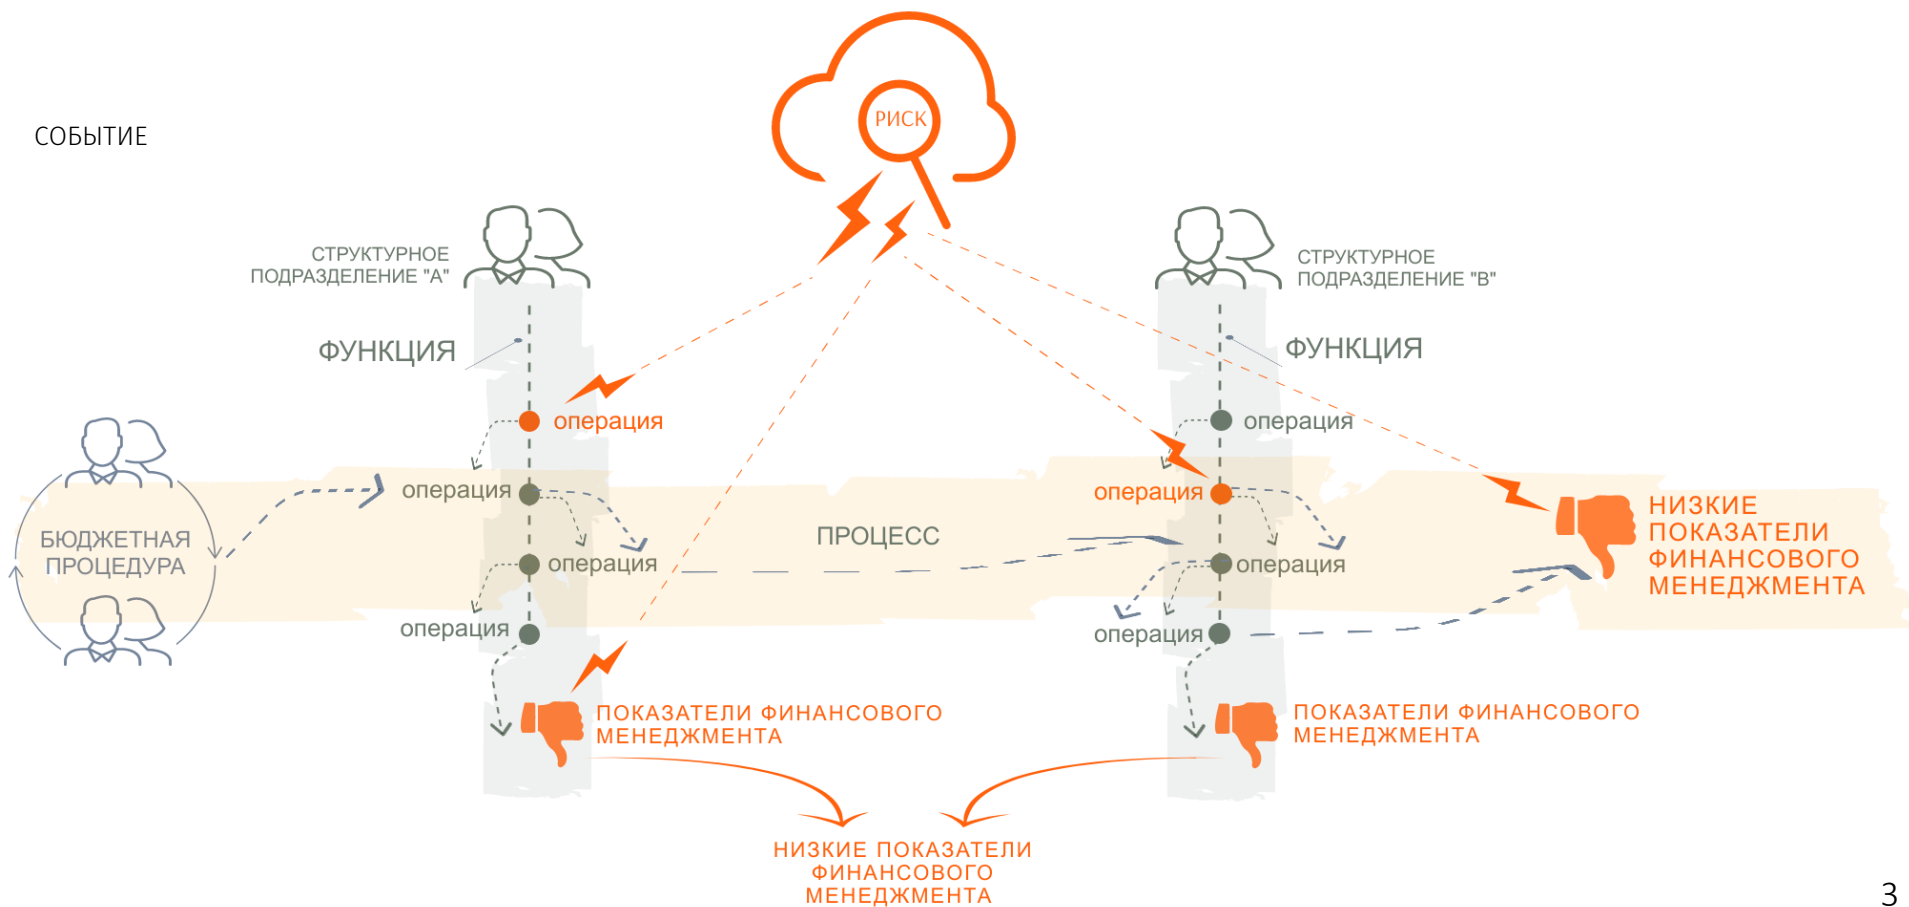 РИСК
СОБЫТИЕ
СТРУКТУРНОЕ
ПОДРАЗДЕЛЕНИЕ "А"
СТРУКТУРНОЕ
ПОДРАЗДЕЛЕНИЕ "В"
ФУНКЦИЯ
ФУНКЦИЯ
операция
операция
операция
операция
НИЗКИЕ
ПОКАЗАТЕЛИ
ФИНАНСОВОГО
МЕНЕДЖМЕНТА
БЮДЖЕТНАЯ
ПРОЦЕДУРА
ПРОЦЕСС
операция
операция
операция
операция
ПОКАЗАТЕЛИ ФИНАНСОВОГО
МЕНЕДЖМЕНТА
ПОКАЗАТЕЛИ ФИНАНСОВОГО
МЕНЕДЖМЕНТА
НИЗКИЕ ПОКАЗАТЕЛИ
ФИНАНСОВОГО
МЕНЕДЖМЕНТА
3